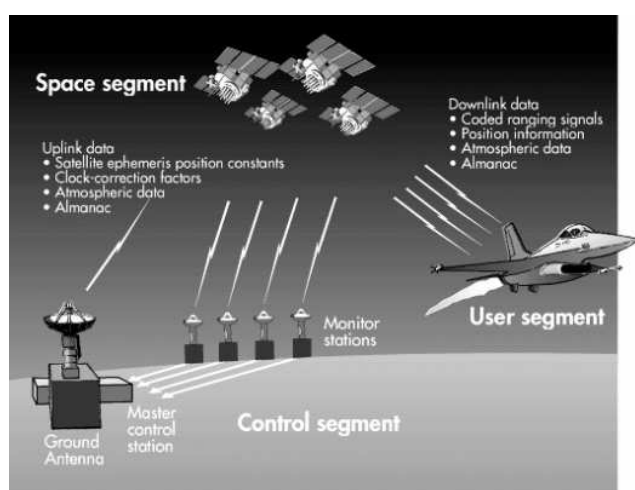 Space segment
Downlink data
• Coded ranging signals
• Position information
• Atmospheric data
• Almanac
Uplink data
• Satellite ephemeris position constants
• Clock-correction factors
• Atmospheric data
• Almanac
User segment
Monitor
stations
Master
control
station
Control segment
Ground
Antenna